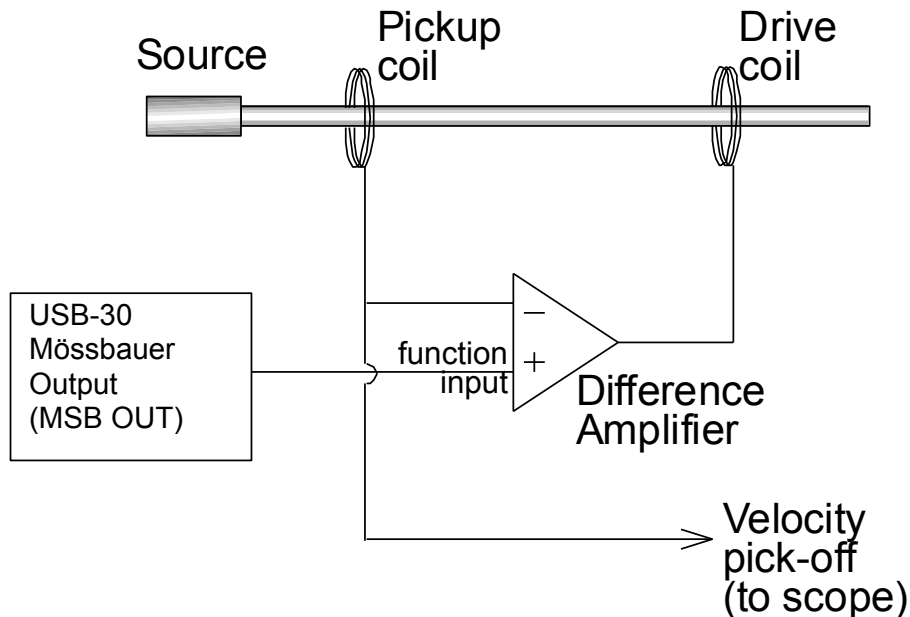 Source
Pickup
coil
Drive
coil
USB-30
Mössbauer
Output
(MSB OUT)
function
input
−
+
Difference
Amplifier
Velocity
pick-off
(to scope)